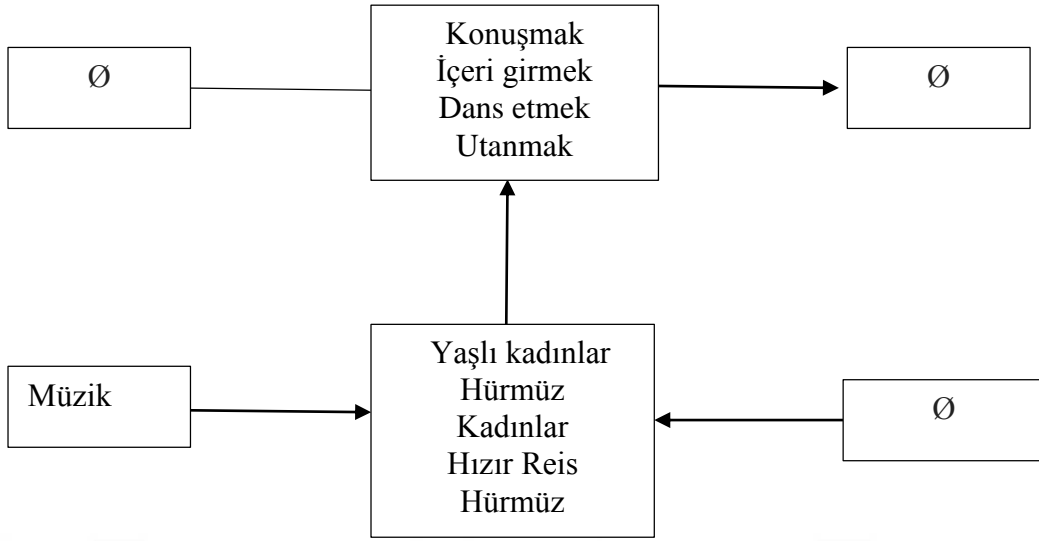 Ø
Konuşmak
İçeri girmek
Dans etmek
Utanmak
Ø
Müzik
Yaşlı kadınlar
Hürmüz
Kadınlar
Hızır Reis
Hürmüz
Ø